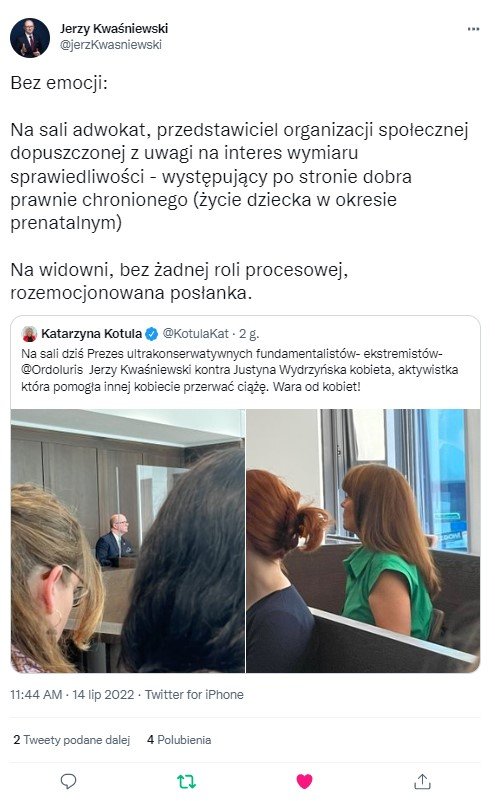 Jerzy Kwaśniewski
@jerzKwasniewski
Bez emocji:
Na sali adwokat, przedstawiciel organizacji społecznej
dopuszczonej z uwagi na interes wymiaru
sprawiedliwości - występujący po stronie dobra
prawnie chronionego (życie dziecka w okresie
prenatalnym)
Na widowni, bez żadnej roli procesowej,
rozemocjonowana posłanka.
Katarzyna Kotula @KotulaKat · 2 g.
Na sali dziś Prezes ultrakonserwatywnych fundamentalistów- ekstremistów-
@OrdoIuris Jerzy Kwaśniewski kontra Justyna Wydrzyńska kobieta, aktywistka
która pomogła innej kobiecie przerwać ciążę. Wara od kobiet!
11:44 AM · 14 lip 2022 · Twitter for iPhone
2 Tweety podane dalej 4 Polubienia